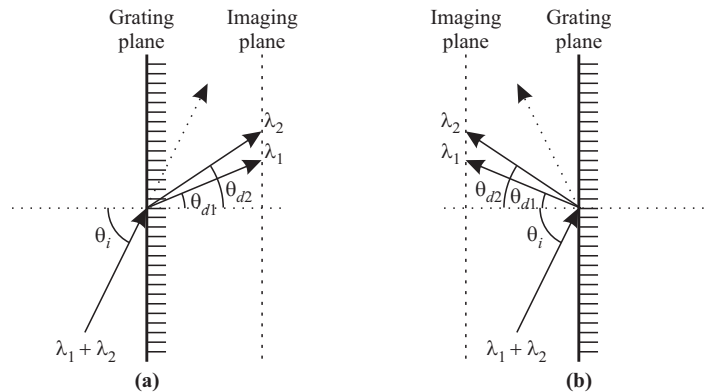 Grating
plane
Imaging
plane
λ2
λ1
θd2
θd1
θi
λ1 + λ2
(a)
Imaging
plane
Grating
plane
λ2
λ1
θd2
θd1
θi
λ1 + λ2
(b)